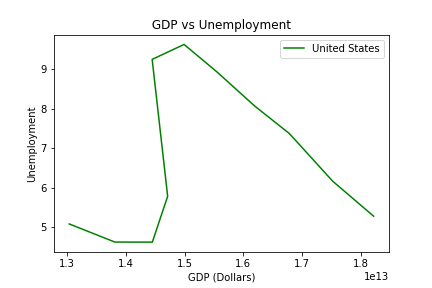 GDP vs Unemployment
United States
Unemployment
9
8
7
6
5
1.3 1.4 1.5 1.6 1.7 1.8
1e13
GDP (Dollars)